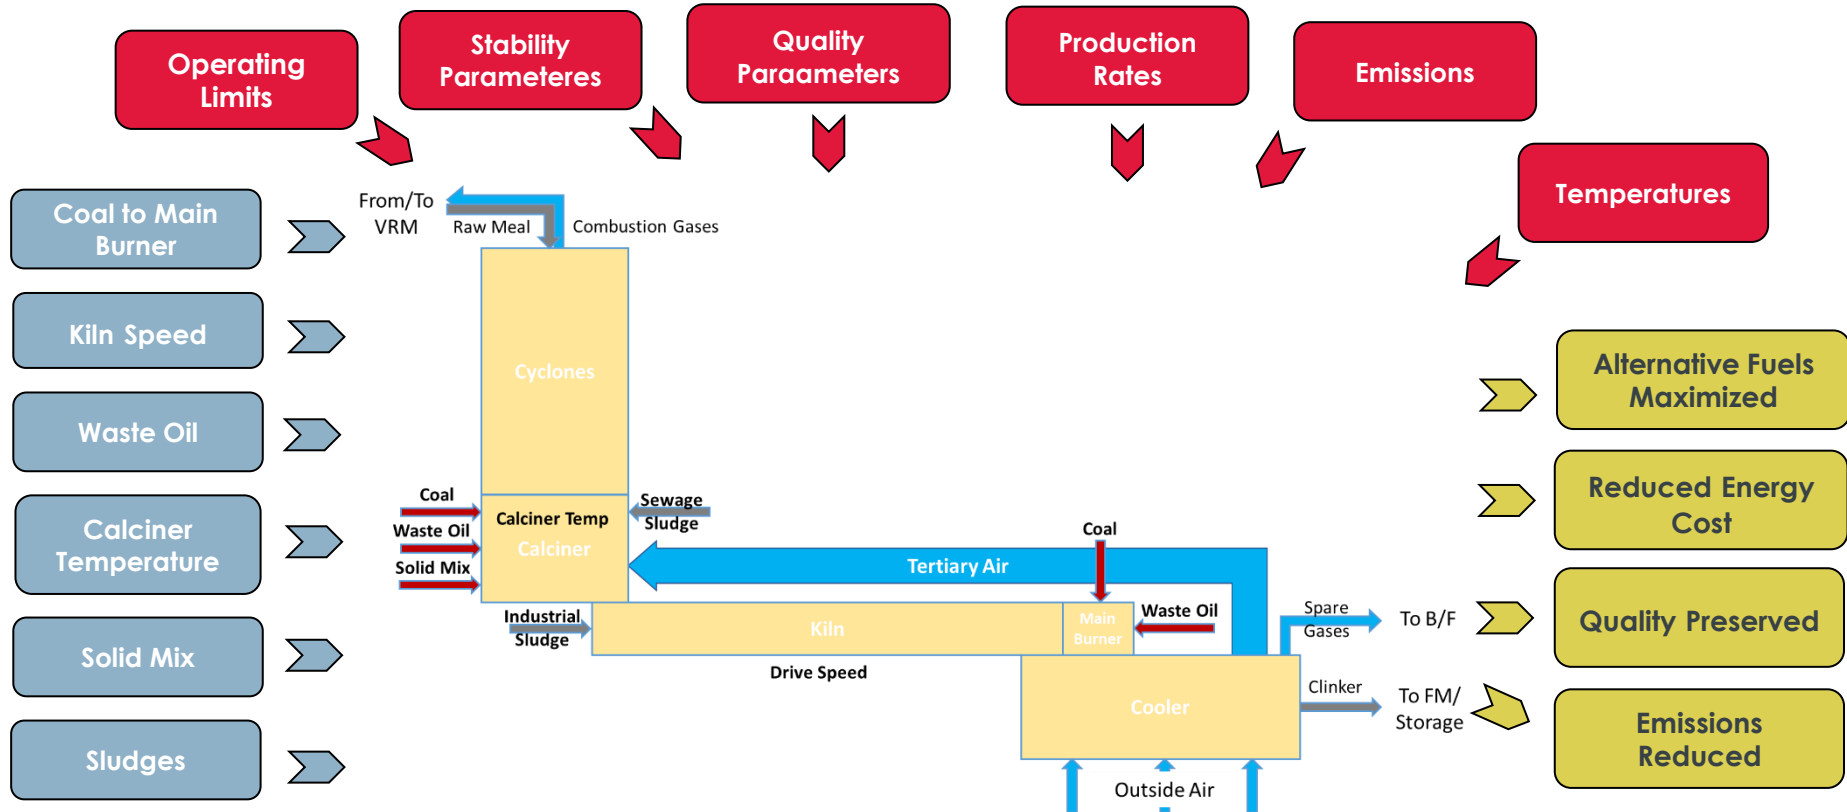 Operating
Limits
Stability
Parameteres
Quality
Paraameters
Production
Rates
Emissions
Temperatures
Coal to Main
Burner
Kiln Speed
Waste Oil
Calciner
Temperature
Solid Mix
Sludges
From/To
VRM
Raw Meal
Combustion Gases
Cyclones
Coal
Waste Oil
Solid Mix
Calciner Temp
Calciner
Sewage
Sludge
Industrial
Sludge
Kiln
Drive Speed
Tertiary Air
Coal
Main
Burner
Waste Oil
Cooler
Outside Air
Spare
Gases
To B/F
Clinker
To FM/
Storage
Alternative Fuels
Maximized
Reduced Energy
Cost
Quality Preserved
Emissions
Reduced